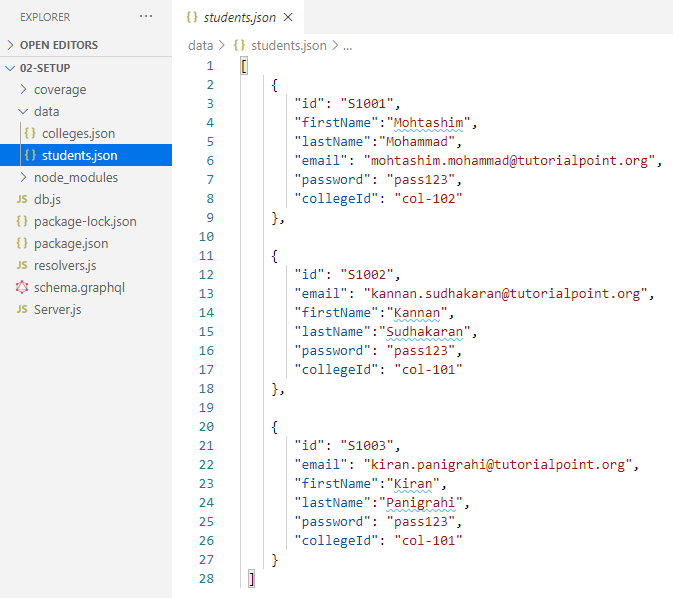 EXPLORER ...
OPEN EDITORS
02-SETUP
coverage
data
{} colleges.json
{} students.json
node_modules
JS db.js
{} package-lock.json
{} package.json
JS resolvers.js
schema.graphql
JS Server.js
{} students.json ×
data > {} students.json > ...
1 [
2 {
3 "id": "S1001",
4 "firstName":"Mohtashim",
5 "lastName":"Mohammad",
6 "email": "mohtashim.mohammad@tutorialpoint.org",
7 "password": "pass123",
8 "collegeId": "col-102"
9 },
10
11 {
12 "id": "S1002",
13 "email": "kannan.sudhakaran@tutorialpoint.org",
14 "firstName":"Kannan",
15 "lastName":"Sudhakaran",
16 "password": "pass123",
17 "collegeId": "col-101"
18 },
19
20 {
21 "id": "S1003",
22 "email": "kiran.panigrahi@tutorialpoint.org",
23 "firstName":"Kiran",
24 "lastName":"Panigrahi",
25 "password": "pass123",
26 "collegeId": "col-101"
27 }
28 ]